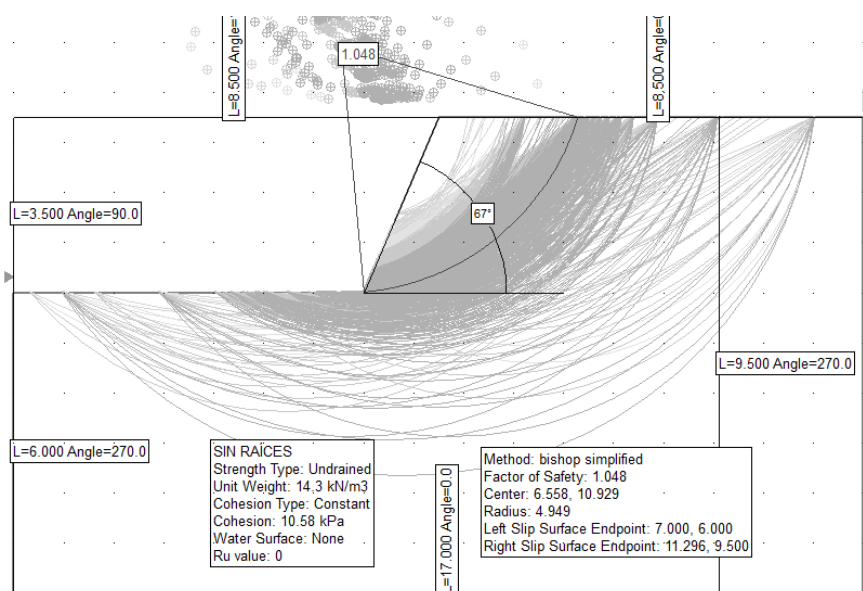 L=8.500 Angle=
1.048
L=8.500 Angle=
L=3.500 Angle=90.0
67°
L=9.500 Angle=270.0
L=6.000 Angle=270.0
SIN RAÍCES
Strength Type: Undrained
Unit Weight: 14,3 kN/m3
Cohesion Type: Constant
Cohesion: 10.58 kPa
Water Surface: None
Ru value: 0
L=17.000 Angle=0.0
Method: bishop simplified
Factor of Safety: 1.048
Center: 6.558, 10.929
Radius: 4.949
Left Slip Surface Endpoint: 7.000, 6.000
Right Slip Surface Endpoint: 11.296, 9.500